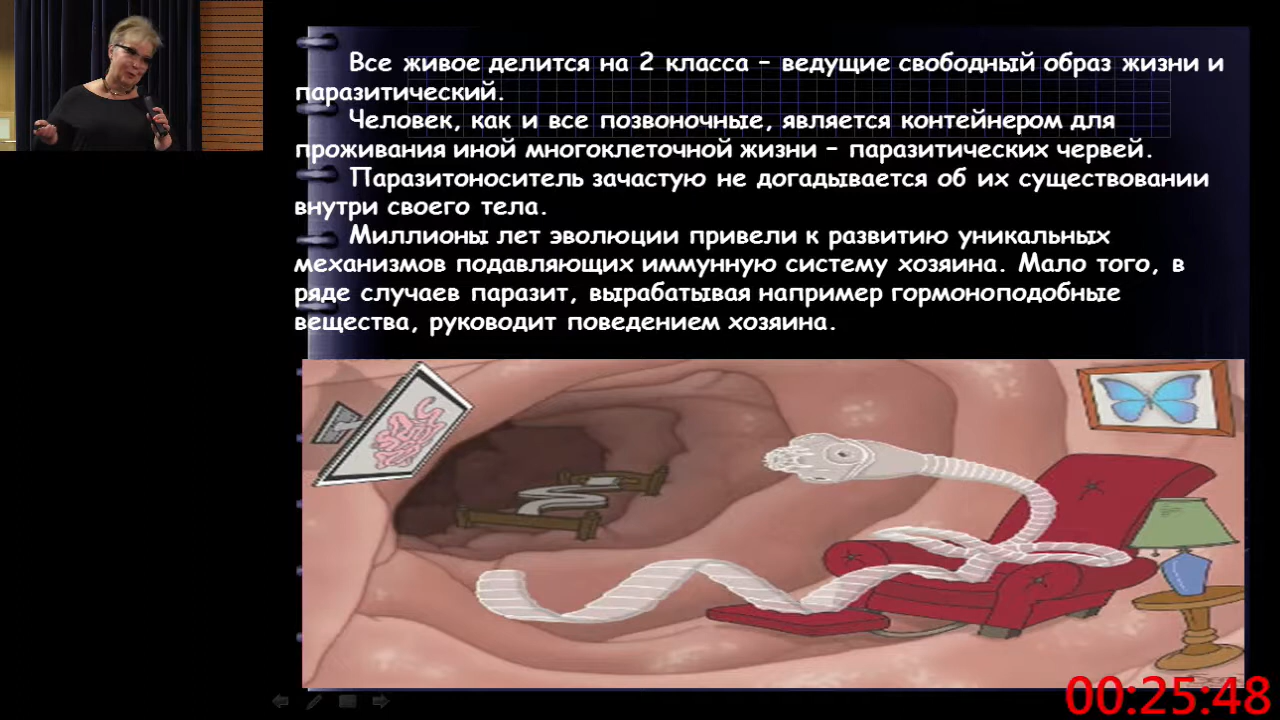 Все живое делится на 2 класса – ведущие свободный образ жизни и
паразитический.
Человек, как и все позвоночные, является контейнером для
проживания иной многоклеточной жизни – паразитических червей.
Паразитоноситель зачастую не догадывается об их существовании
внутри своего тела.
Миллионы лет эволюции привели к развитию уникальных
механизмов подавляющих иммунную систему хозяина. Мало того, в
ряде случаев паразит, вырабатывая например гормоноподобные
вещества, руководит поведением хозяина.
00:25:48